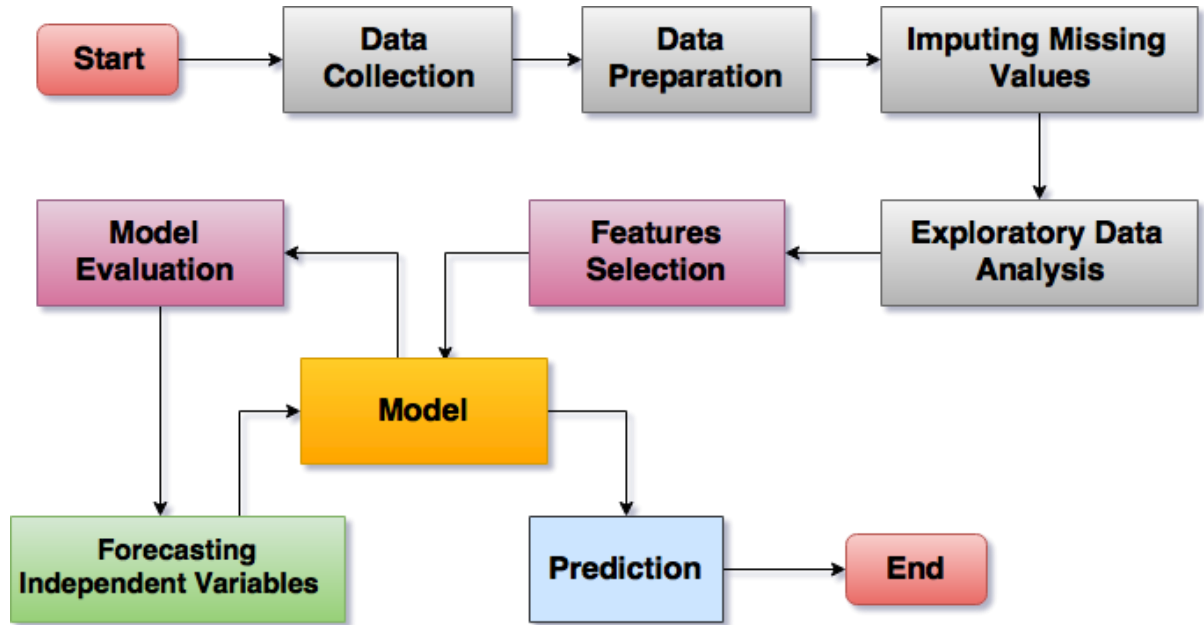 Start
Data
Collection
Data
Preparation
Imputing Missing
Values
Model
Evaluation
Features
Selection
Exploratory Data
Analysis
Model
Forecasting
Independent Variables
Prediction
End